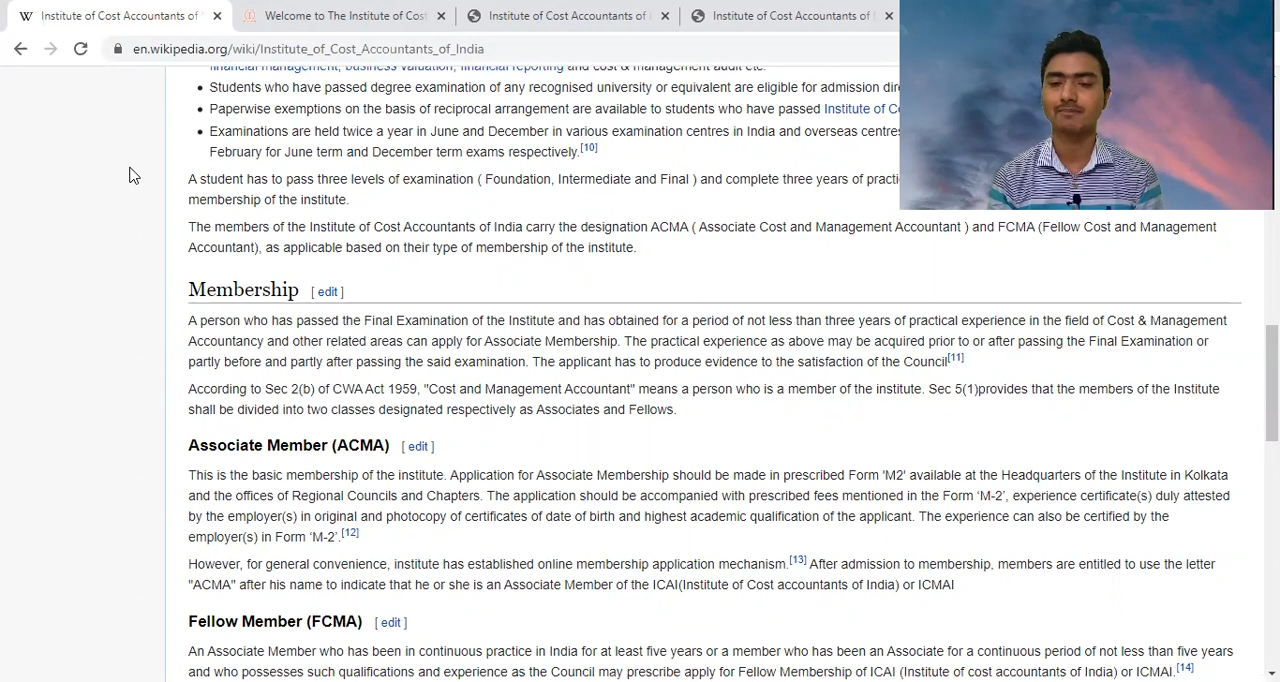 Institute of Cost Accountants of
Welcome to The Institute of Cost
Institute of Cost Accountants of
Institute of Cost Accountants of
en.wikipedia.org/wiki/Institute_of_Cost_Accountants_of_India
financial management, business valuation, financial reporting and cost & management audit etc.
Students who have passed degree examination of any recognised university or equivalent are eligible for admission
Paperwise exemptions on the basis of reciprocal arrangement are available to students who have passed Institute of
Examinations are held twice a year in June and December in various examination centres in India and overseas centres
February for June term and December term exams respectively.[10]
A student has to pass three levels of examination ( Foundation, Intermediate and Final ) and complete three years of
membership of the institute.
The members of the Institute of Cost Accountants of India carry the designation ACMA ( Associate Cost and Management Accountant ) and FCMA (Fellow Cost and Management
Accountant), as applicable based on their type of membership of the institute.
Membership [ edit ]
A person who has passed the Final Examination of the Institute and has obtained for a period of not less than three years of practical experience in the field of Cost & Management
Accountancy and other related areas can apply for Associate Membership. The practical experience as above may be acquired prior to or after passing the Final Examination or
partly before and partly after passing the said examination. The applicant has to produce evidence to the satisfaction of the Council[11]
According to Sec 2(b) of CWA Act 1959, "Cost and Management Accountant" means a person who is a member of the institute. Sec 5(1)provides that the members of the Institute
shall be divided into two classes designated respectively as Associates and Fellows.
Associate Member (ACMA) [ edit ]
This is the basic membership of the institute. Application for Associate Membership should be made in prescribed Form 'M2' available at the Headquarters of the Institute in Kolkata
and the offices of Regional Councils and Chapters. The application should be accompanied with prescribed fees mentioned in the Form ‘M-2’, experience certificate(s) duly attested
by the employer(s) in original and photocopy of certificates of date of birth and highest academic qualification of the applicant. The experience can also be certified by the
employer(s) in Form ‘M-2’.[12]
However, for general convenience, institute has established online membership application mechanism.[13] After admission to membership, members are entitled to use the letter
"ACMA" after his name to indicate that he or she is an Associate Member of the ICAI(Institute of Cost accountants of India) or ICMAI
Fellow Member (FCMA) [ edit ]
An Associate Member who has been in continuous practice in India for at least five years or a member who has been an Associate for a continuous period of not less than five years
and who possesses such qualifications and experience as the Council may prescribe apply for Fellow Membership of ICAI (Institute of cost accountants of India) or ICMAI.[14]